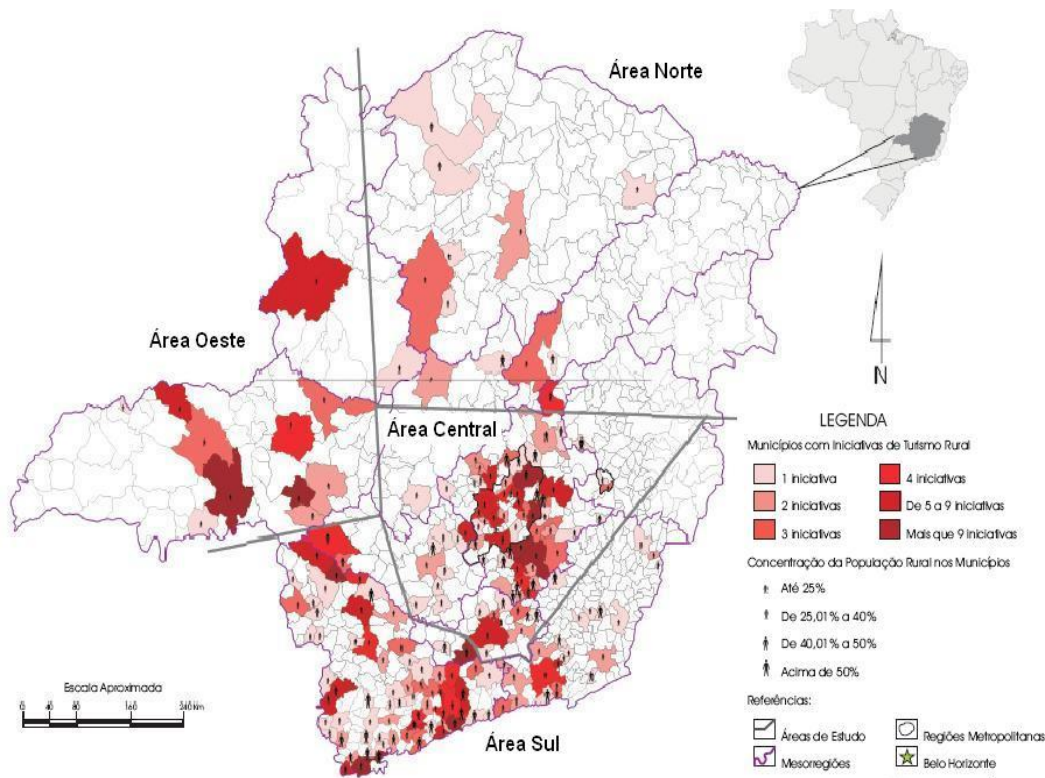 Área Norte
Área Oeste
Área Central
Área Sul
N
LEGENDA
Municípios com Iniciativas de Turismo Rural
1 iniciativa
2 iniciativas
3 iniciativas
4 iniciativas
De 5 a 9 iniciativas
Mais que 9 iniciativas
Concentração da População Rural nos Municípios
Até 25%
De 25,01% a 40%
De 40,01% a 50%
Acima de 50%
Referências:
Áreas de Estudo
Mesorregiões
Regiões Metropolitanas
Belo Horizonte
Escala Aproximada
40 80 160
km